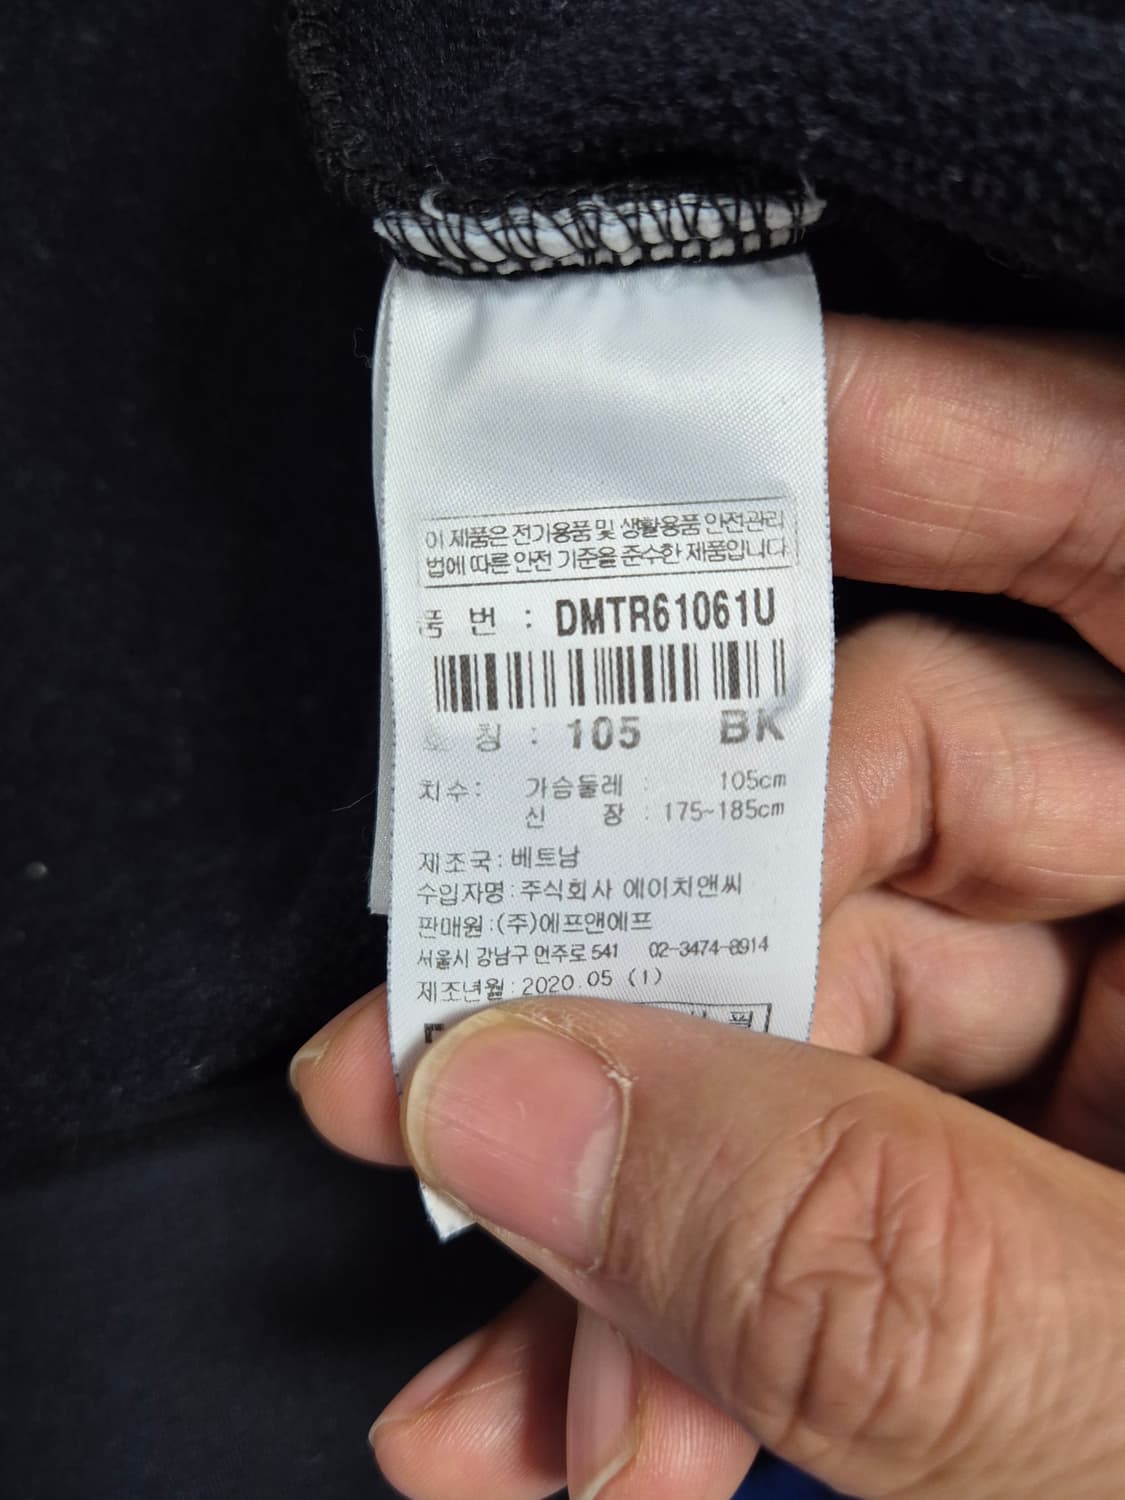 이 제품은 전기용품 및 생활용품 안전관리
법에 따른 안전 기준을 준수한 제품입니다.
품 번 : DMTR61061U
호 칭 : 105 BK
치수: 가슴둘레 : 105cm
신 장 : 175~185cm
제조국:베트남
수입자명:주식회사 에이치앤씨
판매원:(주)에프앤에프
서울시 강남구 언주로 541 02-3474-8914
제조년월:2020.05 (1)